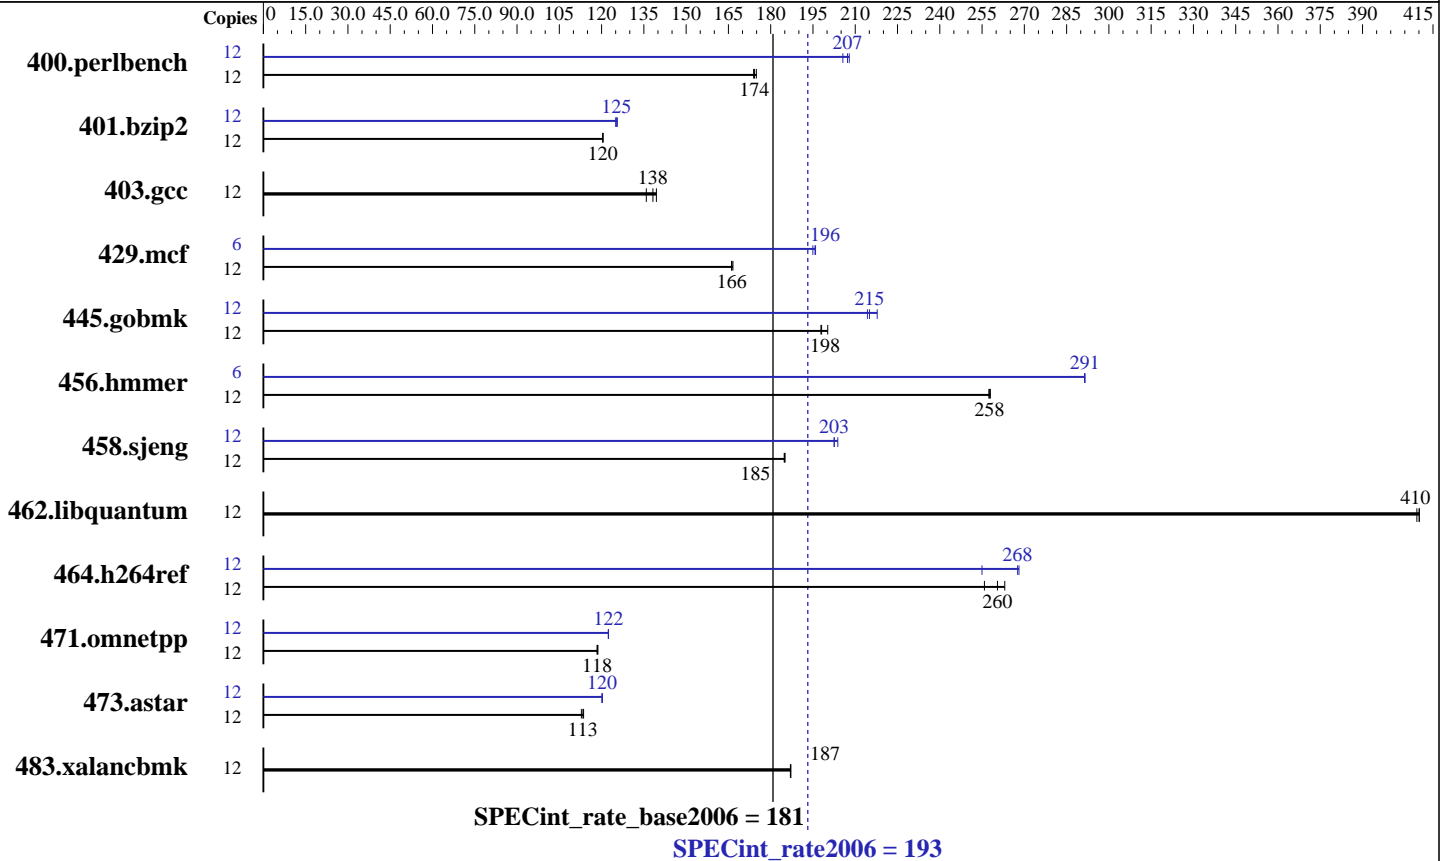 Copies 0 15.0 30.0 45.0 60.0 75.0 90.0 105 120 135 150 165 180 195 210 225 240 255 270 285 300 315 330 345 360 375 390 415
400.perlbench 12 207
12 174
401.bzip2 12 125
12 120
403.gcc 12 138
429.mcf 6 196
12 166
445.gobmk 12 215
12 198
456.hmmer 6 291
12 258
458.sjeng 12 203
12 185
462.libquantum 12 410
464.h264ref 12 268
12 260
471.omnetpp 12 122
12 118
473.astar 12 120
12 113
483.xalancbmk 12 187
SPECint_rate_base2006 = 181
SPECint_rate2006 = 193